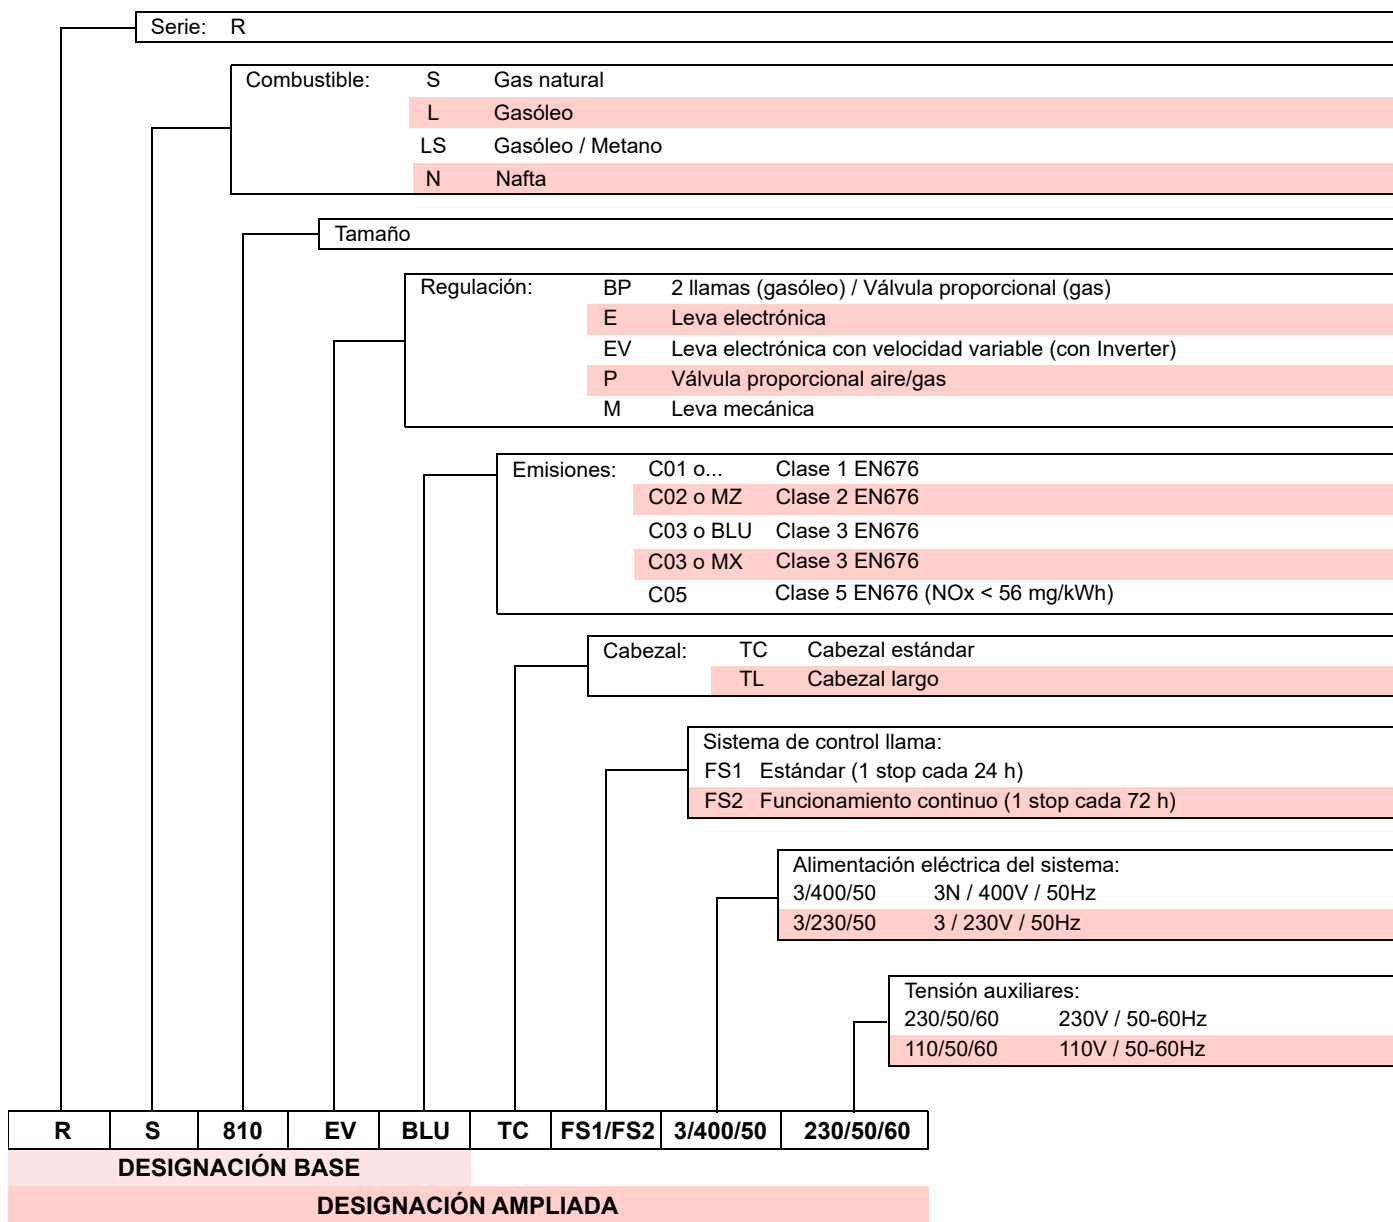 Serie: R
Combustible: S Gas natural
L Gasóleo
LS Gasóleo / Metano
N Nafta
Tamaño
Regulación: BP 2 llamas (gasóleo) / Válvula proporcional (gas)
E Leva electrónica
EV Leva electrónica con velocidad variable (con Inverter)
P Válvula proporcional aire/gas
M Leva mecánica
Emisiones: C01 o... Clase 1 EN676
C02 o MZ Clase 2 EN676
C03 o BLU Clase 3 EN676
C03 o MX Clase 3 EN676
C05 Clase 5 EN676 (NOx < 56 mg/kWh)
Cabezal: TC Cabezal estándar
TL Cabezal largo
Sistema de control llama:
FS1 Estándar (1 stop cada 24 h)
FS2 Funcionamiento continuo (1 stop cada 72 h)
Alimentación eléctrica del sistema:
3/400/50 3N / 400V / 50Hz
3/230/50 3 / 230V / 50Hz
Tensión auxiliares:
230/50/60 230V / 50-60Hz
110/50/60 110V / 50-60Hz
R S 810 EV BLU TC FS1/FS2 3/400/50 230/50/60
DESIGNACIÓN BASE
DESIGNACIÓN AMPLIADA